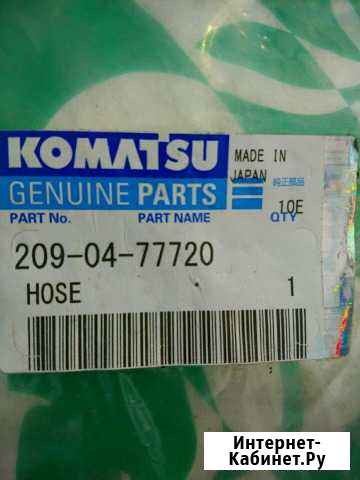 KOMATSU
GENUINE PARTS
MADE IN
JAPAN 純正部品
PART No. PART NAME QTY
10E
209-04-77720
HOSE 1
Интернет-
Кабинет.Ру